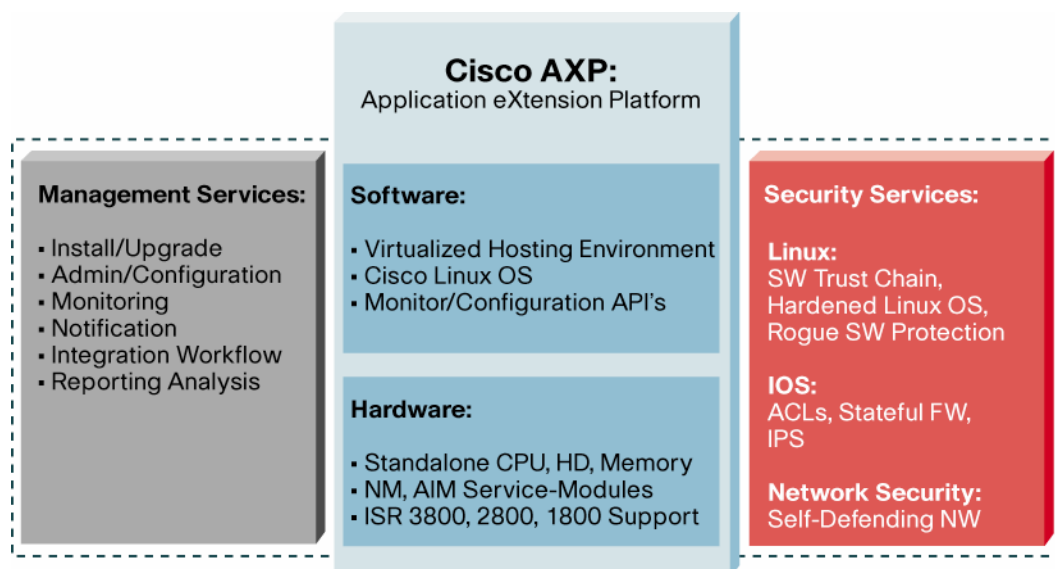 Cisco AXP:
Application eXtension Platform
Management Services:
▪ Install/Upgrade
▪ Admin/Configuration
▪ Monitoring
▪ Notification
▪ Integration Workflow
▪ Reporting Analysis
Software:
▪ Virtualized Hosting Environment
▪ Cisco Linux OS
▪ Monitor/Configuration API's
Hardware:
▪ Standalone CPU, HD, Memory
▪ NM, AIM Service-Modules
▪ ISR 3800, 2800, 1800 Support
Security Services:
Linux:
SW Trust Chain,
Hardened Linux OS,
Rogue SW Protection
IOS:
ACLs, Stateful FW,
IPS
Network Security:
Self-Defending NW